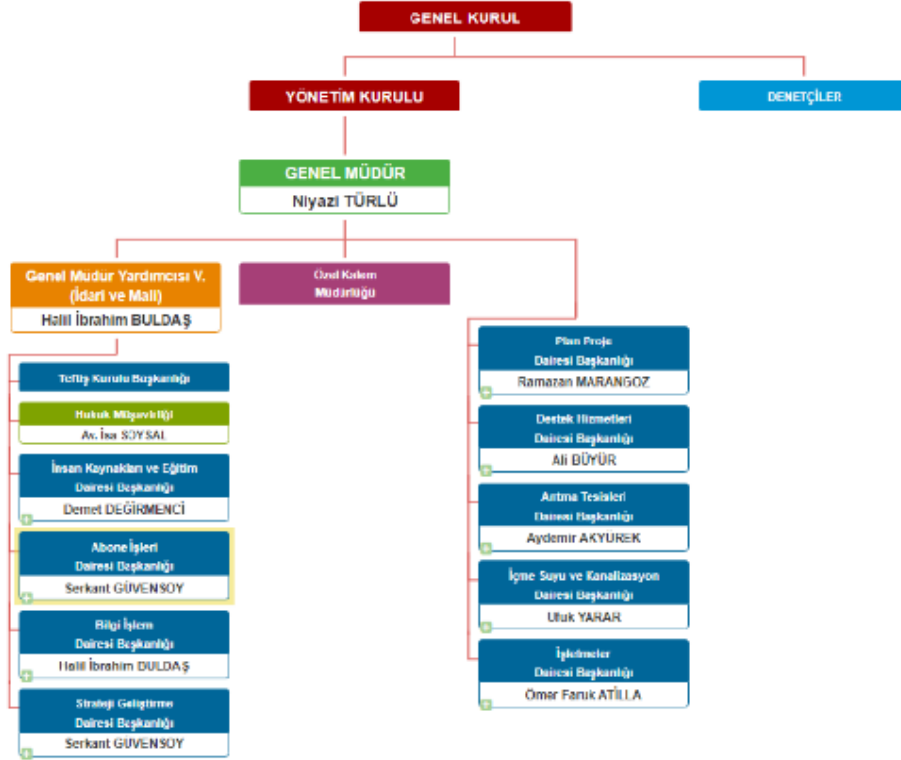 GENEL KURUL
YÖNETİM KURULU
DENETÇİLER
GENEL MÜDÜR
Niyazi TÜRLÜ
Genel Müdür Yardımcısı V.
(İdari ve Mali)
Halil İbrahim BULDAŞ
Özel Kalem
Müdürlüğü
Teftiş Kurulu Başkanlığı
Hukuk Müşavirliği
Av. İsa SOYSAL
İnsan Kaynakları ve Eğitim
Dairesi Başkanlığı
Demet DEĞİRMENCİ
Abone İşleri
Dairesi Başkanlığı
Serkant GÜVENSOY
Bilgi İşlem
Dairesi Başkanlığı
Halil İbrahim BULDAŞ
Strateji Geliştirme
Dairesi Başkanlığı
Serkant GÜVENSOY
Plan Proje
Dairesi Başkanlığı
Ramazan MARANGOZ
Destek Hizmetleri
Dairesi Başkanlığı
Ali BÜYÜR
Arıtma Tesisleri
Dairesi Başkanlığı
Aydemir AKYÜREK
İçme Suyu ve Kanalizasyon
Dairesi Başkanlığı
Ufuk YARAR
İşletmeler
Dairesi Başkanlığı
Ömer Faruk ATİLLA